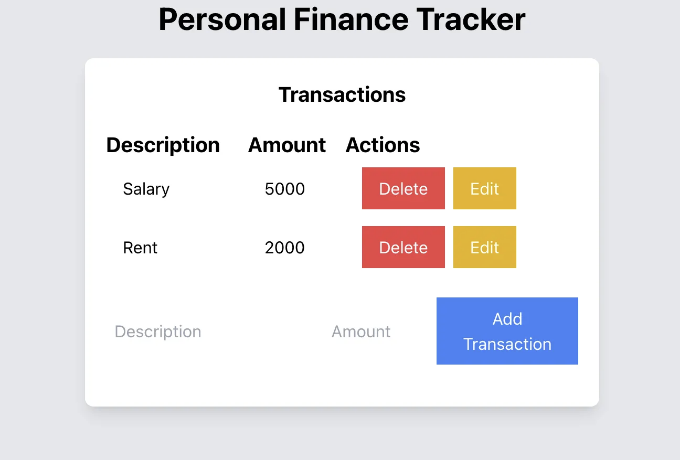 Personal Finance Tracker
Transactions
Description Amount Actions
Salary 5000 Delete Edit
Rent 2000 Delete Edit
Description Amount Add
Transaction